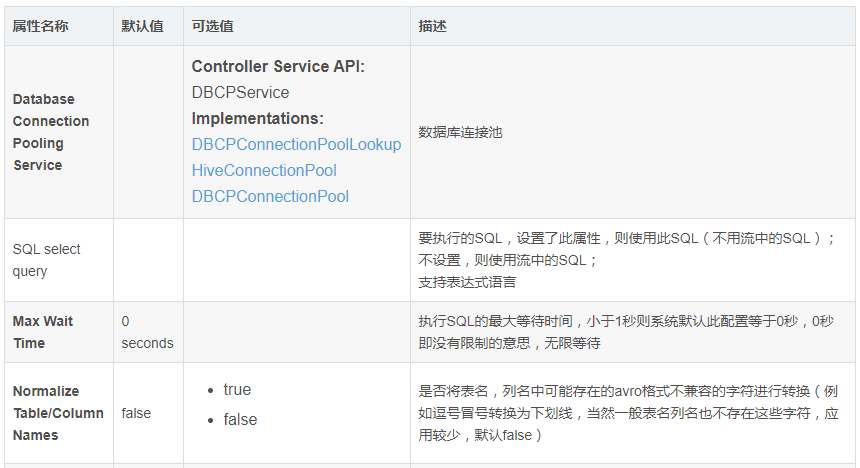 属性名称 默认值 可选值 描述
Database
Connection
Pooling
Service
Controller Service API:
DBCPService
Implementations:
DBCPConnectionPoolLookup
HiveConnectionPool
DBCPConnectionPool
数据库连接池
SQL select
query
要执行的SQL，设置了此属性，则使用此SQL（不用流中的SQL）；
不设置，则使用流中的SQL；
支持表达式语言
Max Wait
Time
0
seconds
执行SQL的最大等待时间，小于1秒则系统默认此配置等于0秒，0秒
即没有限制的意思，无限等待
Normalize
Table/Column
Names
false
• true
• false
是否将表名，列名中可能存在的avro格式不兼容的字符进行转换（例
如逗号冒号转换为下划线，当然一般表名列名也不存在这些字符，应
用较少，默认false）